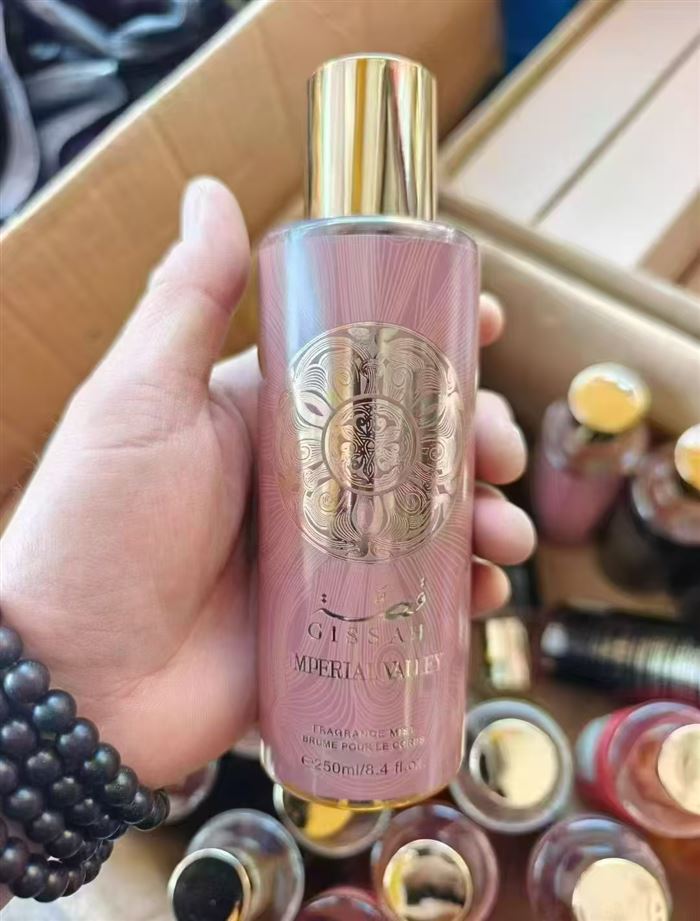 قصة
GISSAH
IMPERIAL VALLEY
FRAGRANCE MIST
BRUME POUR LE CORPS
℮250ml/8.4 fl.oz.